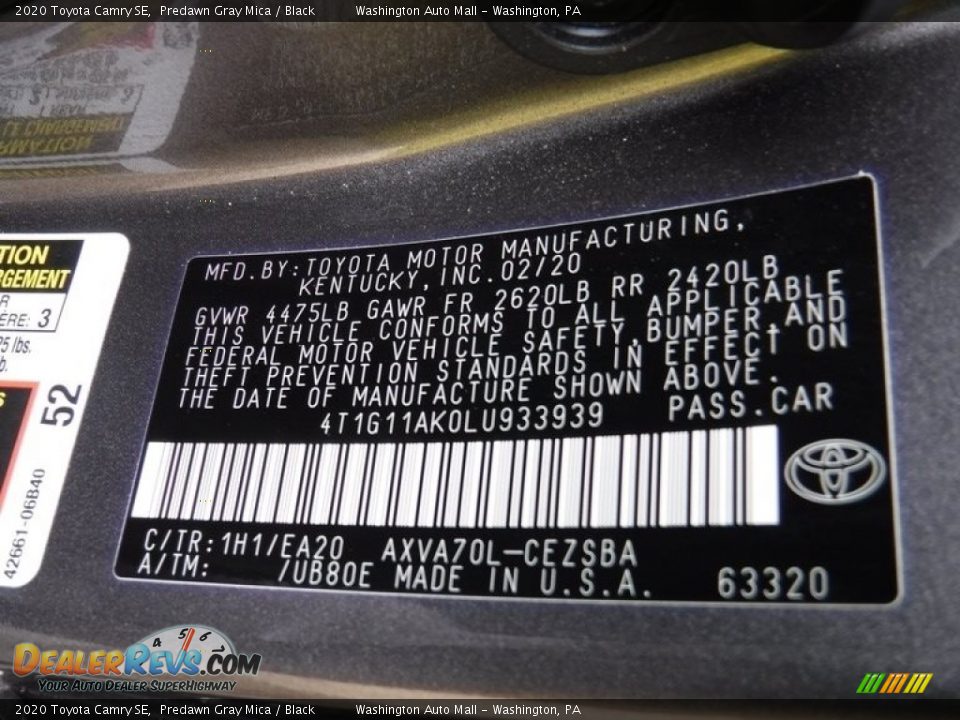 2020 Toyota Camry SE, Predawn Gray Mica / Black Washington Auto Mall - Washington, PA
MFD. BY: TOYOTA MOTOR MANUFACTURING,
KENTUCKY, INC. 02/20
GVWR 4475LB GAWR FR 2620LB RR 2420LB
THIS VEHICLE CONFORMS TO ALL APPLICABLE
FEDERAL MOTOR VEHICLE SAFETY, BUMPER, AND
THEFT PREVENTION STANDARDS IN EFFECT ON
THE DATE OF MANUFACTURE SHOWN ABOVE.
4T1G11AK0LU933939 PASS. CAR
C/TR: 1H1/EA20 AXVA70L-CEZSBA
A/TM: /UB80E MADE IN U.S.A. 63320
52
42661-06B40
DEALERREVS.COM
YOUR AUTO DEALER SUPERHIGHWAY
4 5 6
2020 Toyota Camry SE, Predawn Gray Mica / Black Washington Auto Mall - Washington, PA